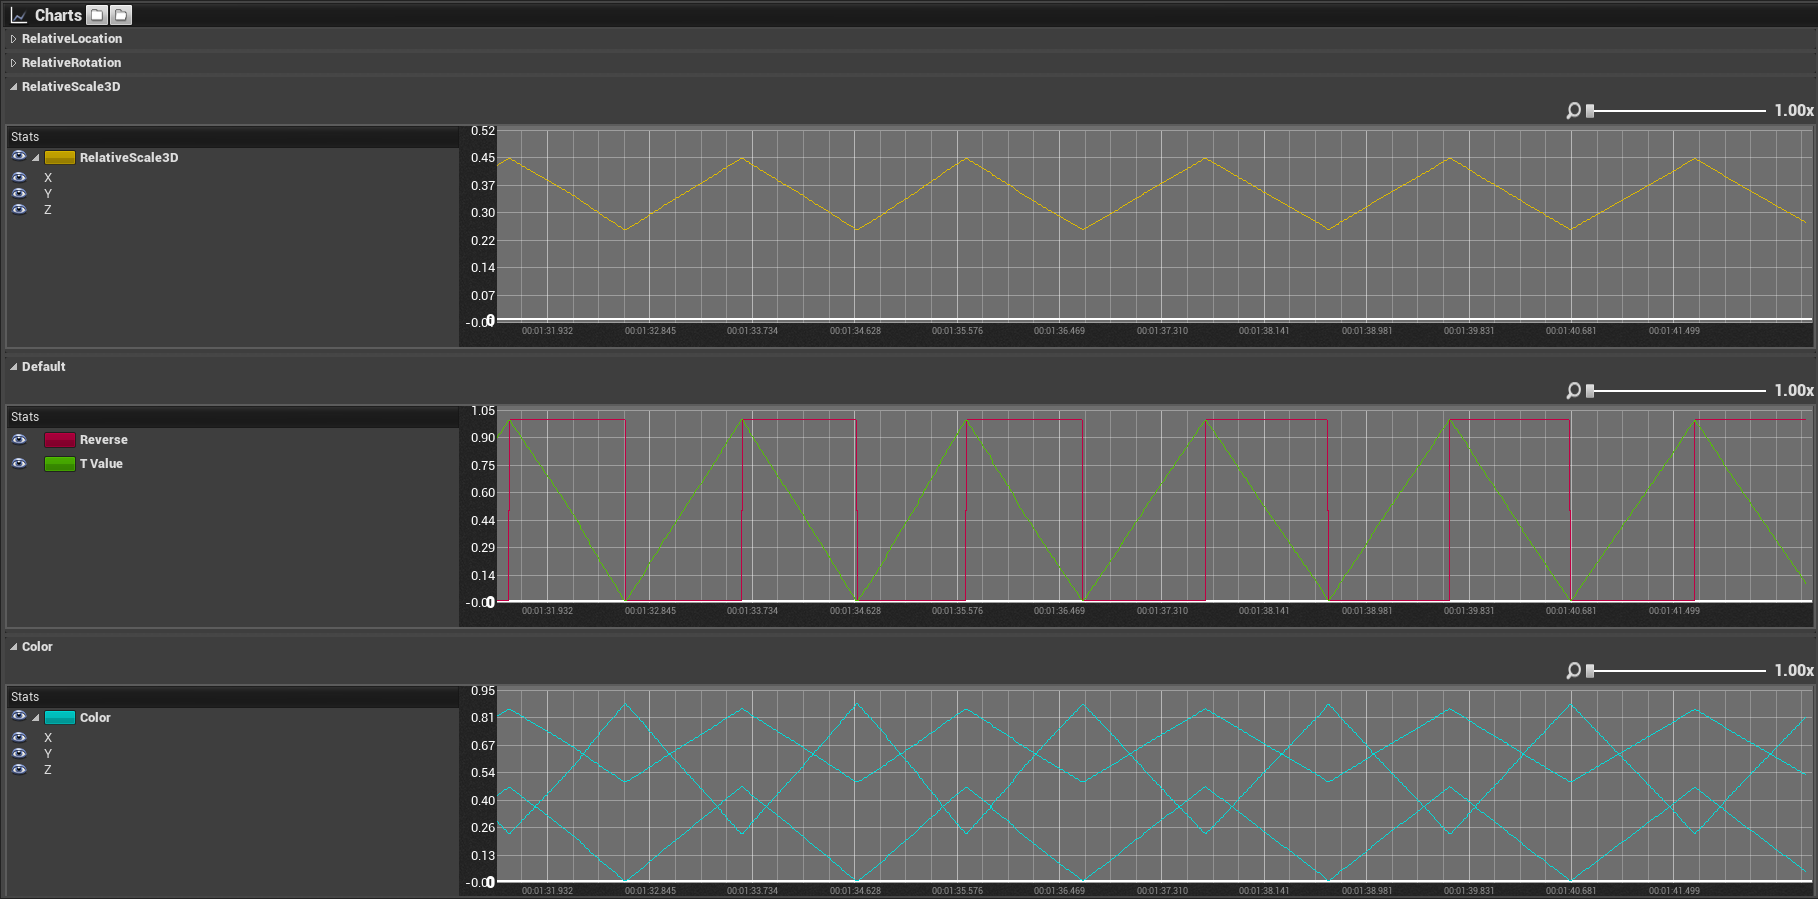 Charts
RelativeLocation
RelativeRotation
RelativeScale3D
1.00x
Stats
RelativeScale3D
X
Y
Z
0.52
0.45
0.37
0.30
0.22
0.14
0.07
0
00:01:31.932 00:01:32.845 00:01:33.734 00:01:34.628 00:01:35.576 00:01:36.469 00:01:37.310 00:01:38.141 00:01:38.981 00:01:39.831 00:01:40.681 00:01:41.499
Default
1.00x
Stats
Reverse
T Value
1.05
0.90
0.75
0.60
0.44
0.29
0.14
0
00:01:31.932 00:01:32.845 00:01:33.734 00:01:34.628 00:01:35.576 00:01:36.469 00:01:37.310 00:01:38.141 00:01:38.981 00:01:39.831 00:01:40.681 00:01:41.499
Color
1.00x
Stats
Color
X
Y
Z
0.95
0.81
0.67
0.54
0.40
0.26
0.13
0
00:01:31.932 00:01:32.845 00:01:33.734 00:01:34.628 00:01:35.576 00:01:36.469 00:01:37.310 00:01:38.141 00:01:38.981 00:01:39.831 00:01:40.681 00:01:41.499